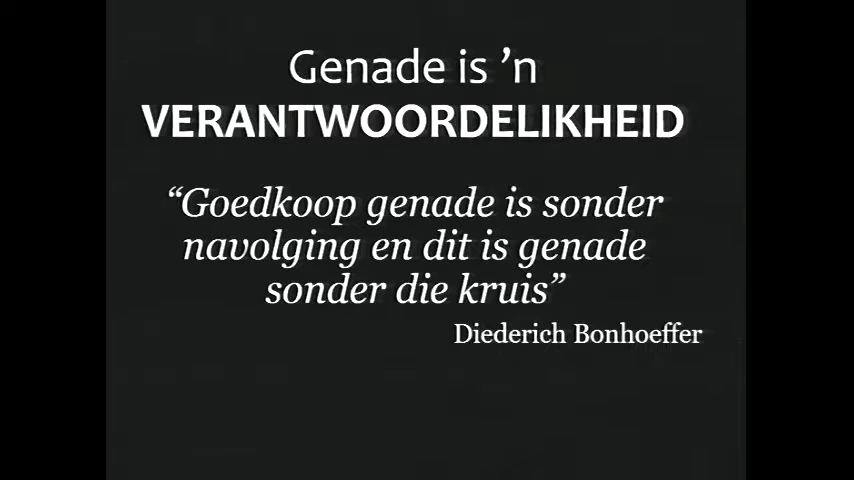 Genade is ’n
VERANTWOORDELIKHEID
“Goedkoop genade is sonder
navolging en dit is genade
sonder die kruis”
Diederich Bonhoeffer